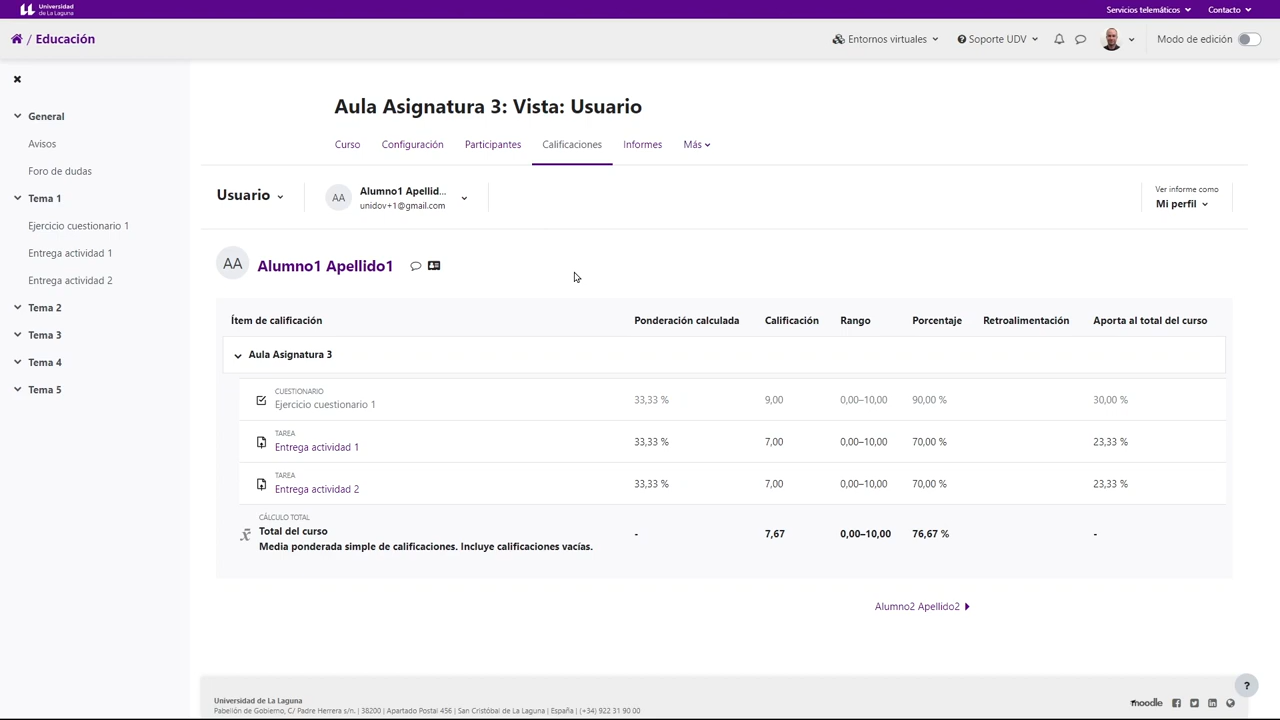 Universidad
de La Laguna
Servicios telemáticos
Contacto
/ Educación
Entornos virtuales
Soporte UDV
Modo de edición
General
Avisos
Foro de dudas
Tema 1
Ejercicio cuestionario 1
Entrega actividad 1
Entrega actividad 2
Tema 2
Tema 3
Tema 4
Tema 5
Aula Asignatura 3: Vista: Usuario
Curso Configuración Participantes Calificaciones Informes Más
Usuario
AA
Alumno1 Apellid...
unidov+1@gmail.com
Ver informe como
Mi perfil
AA Alumno1 Apellido1
Ítem de calificación Ponderación calculada Calificación Rango Porcentaje Retroalimentación Aporta al total del curso
Aula Asignatura 3
CUESTIONARIO
Ejercicio cuestionario 1 33,33 % 9,00 0,00–10,00 90,00 % 30,00 %
TAREA
Entrega actividad 1 33,33 % 7,00 0,00–10,00 70,00 % 23,33 %
TAREA
Entrega actividad 2 33,33 % 7,00 0,00–10,00 70,00 % 23,33 %
CÁLCULO TOTAL
Total del curso
Media ponderada simple de calificaciones. Incluye calificaciones vacías. - 7,67 0,00–10,00 76,67 % -
Alumno2 Apellido2
?
Universidad de La Laguna
Pabellón de Gobierno, C/ Padre Herrera s/n. | 38200 | Apartado Postal 456 | San Cristóbal de La Laguna | España | (+34) 922 31 90 00
moodle